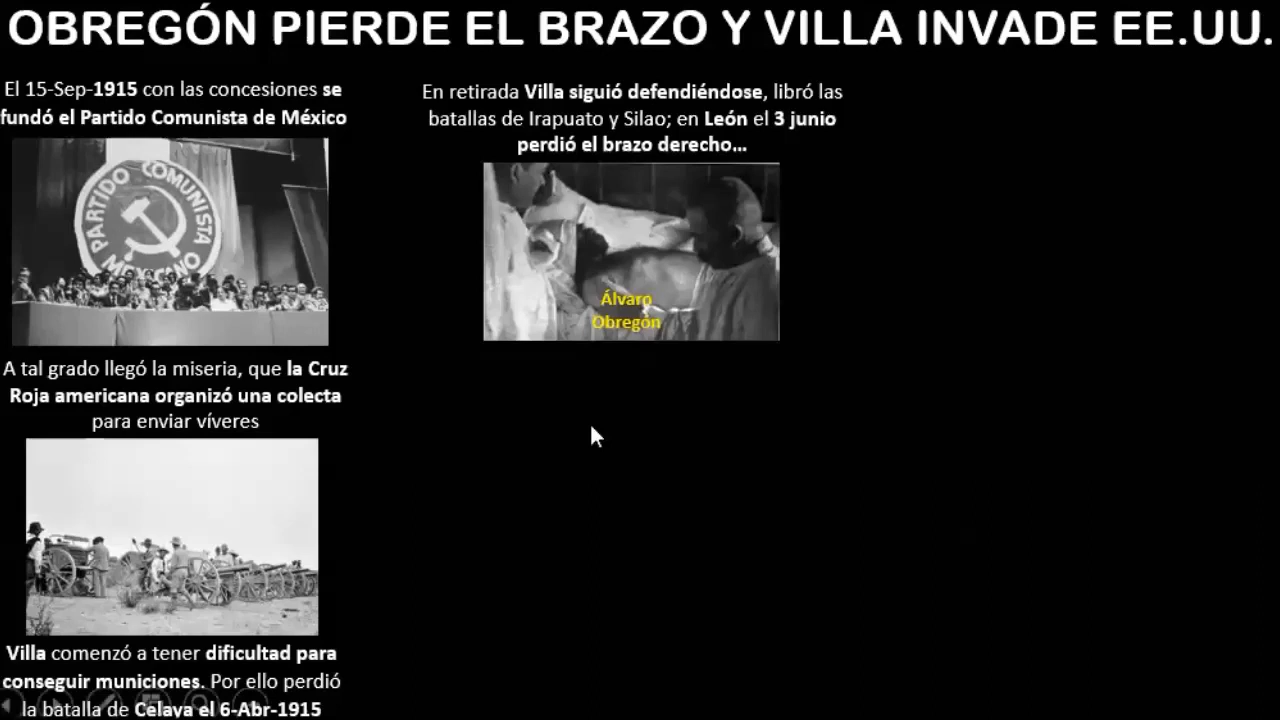 OBREGÓN PIERDE EL BRAZO Y VILLA INVADE EE.UU.
El 15-Sep-1915 con las concesiones se
fundó el Partido Comunista de México
PARTIDO COMUNISTA
MEXICANO
A tal grado llegó la miseria, que la Cruz
Roja americana organizó una colecta
para enviar víveres
Villa comenzó a tener dificultad para
conseguir municiones. Por ello perdió
la batalla de Celaya el 6-Abr-1915
En retirada Villa siguió defendiéndose, libró las
batallas de Irapuato y Silao; en León el 3 junio
perdió el brazo derecho...
Álvaro
Obregón